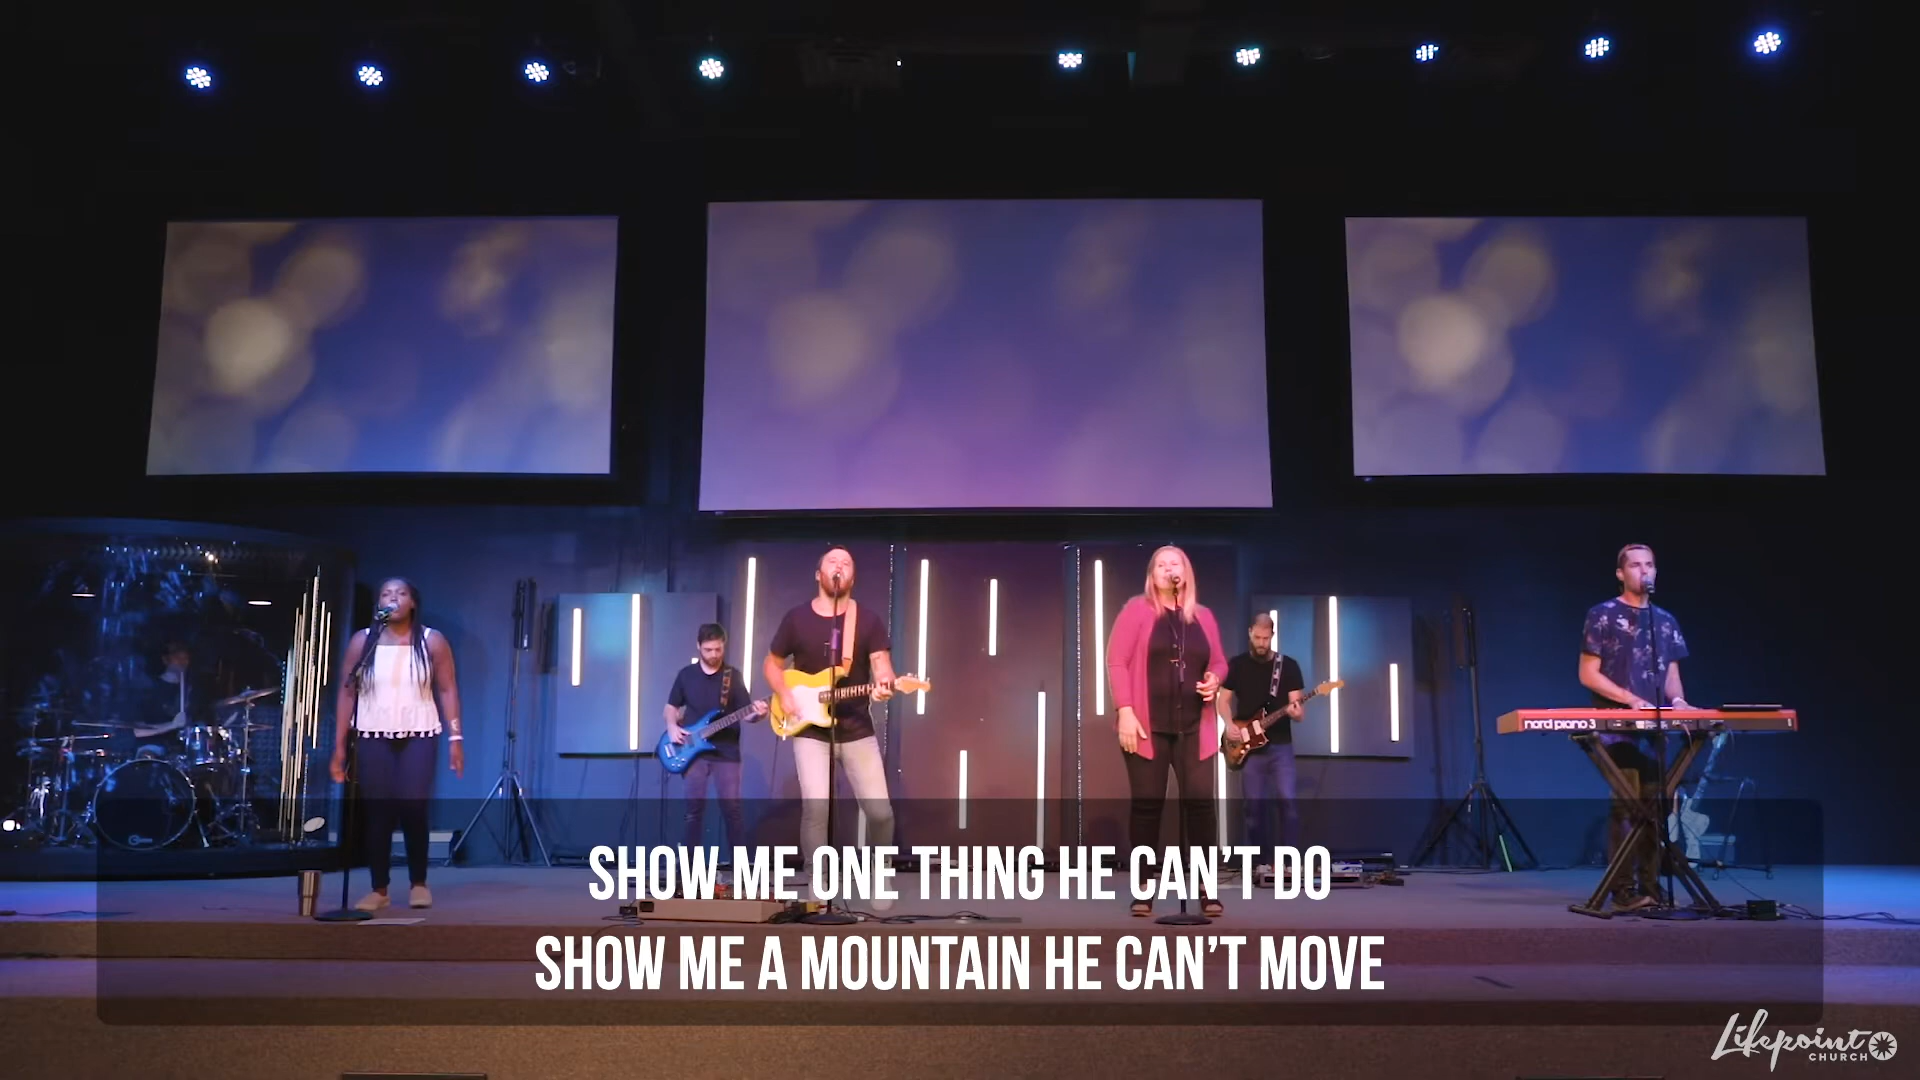 nord piano 3
SHOW ME ONE THING HE CAN'T DO
SHOW ME A MOUNTAIN HE CAN'T MOVE
Lifepoint
CHURCH